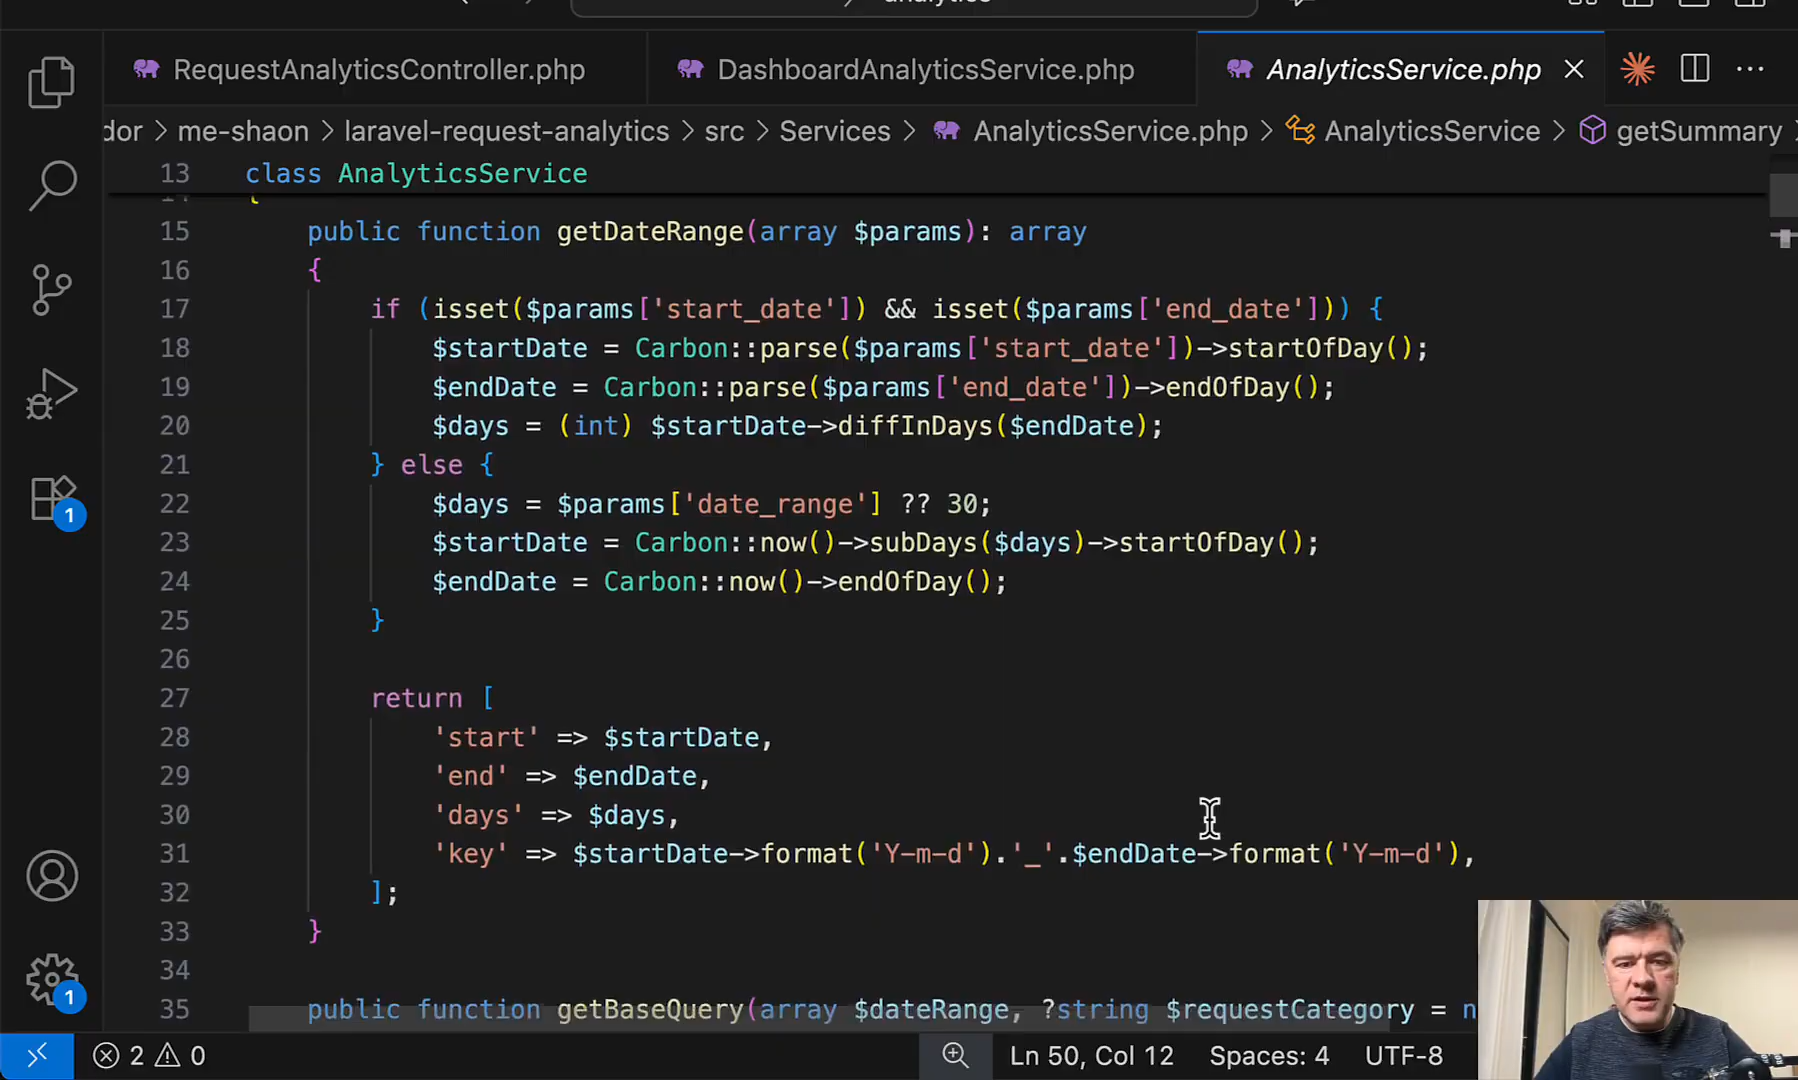 RequestAnalyticsController.php
DashboardAnalyticsService.php
AnalyticsService.php
dor > me-shaon > laravel-request-analytics > src > Services > AnalyticsService.php > AnalyticsService > getSummary
13 class AnalyticsService
{
15 public function getDateRange(array $params): array
16 {
17 if (isset($params['start_date']) && isset($params['end_date'])) {
18 $startDate = Carbon::parse($params['start_date'])->startOfDay();
19 $endDate = Carbon::parse($params['end_date'])->endOfDay();
20 $days = (int) $startDate->diffInDays($endDate);
21 } else {
22 $days = $params['date_range'] ?? 30;
23 $startDate = Carbon::now()->subDays($days)->startOfDay();
24 $endDate = Carbon::now()->endOfDay();
25 }
26
27 return [
28 'start' => $startDate,
29 'end' => $endDate,
30 'days' => $days,
31 'key' => $startDate->format('Y-m-d').'_'.$endDate->format('Y-m-d'),
32 ];
33 }
34
35 public function getBaseQuery(array $dateRange, ?string $requestCategory = n
1
1
2 0
Ln 50, Col 12
Spaces: 4
UTF-8